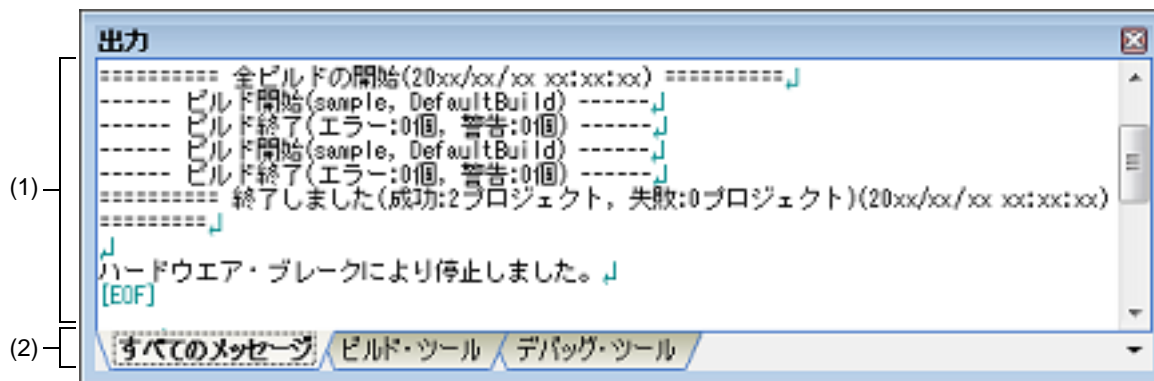 出力
========== 全ビルドの開始(20xx/xx/xx xx:xx:xx) ==========↲
------ ビルド開始(sample, DefaultBuild) ------↲
------ ビルド終了(エラー:0個, 警告:0個) ------↲
------ ビルド開始(sample, DefaultBuild) ------↲
------ ビルド終了(エラー:0個, 警告:0個) ------↲
(1)
========== 終了しました(成功:2プロジェクト, 失敗:0プロジェクト)(20xx/xx/xx xx:xx:xx)
=========↲
↲
ハードウエア・ブレークにより停止しました。↲
[EOF]
(2)
すべてのメッセージ ビルド・ツール デバッグ・ツール